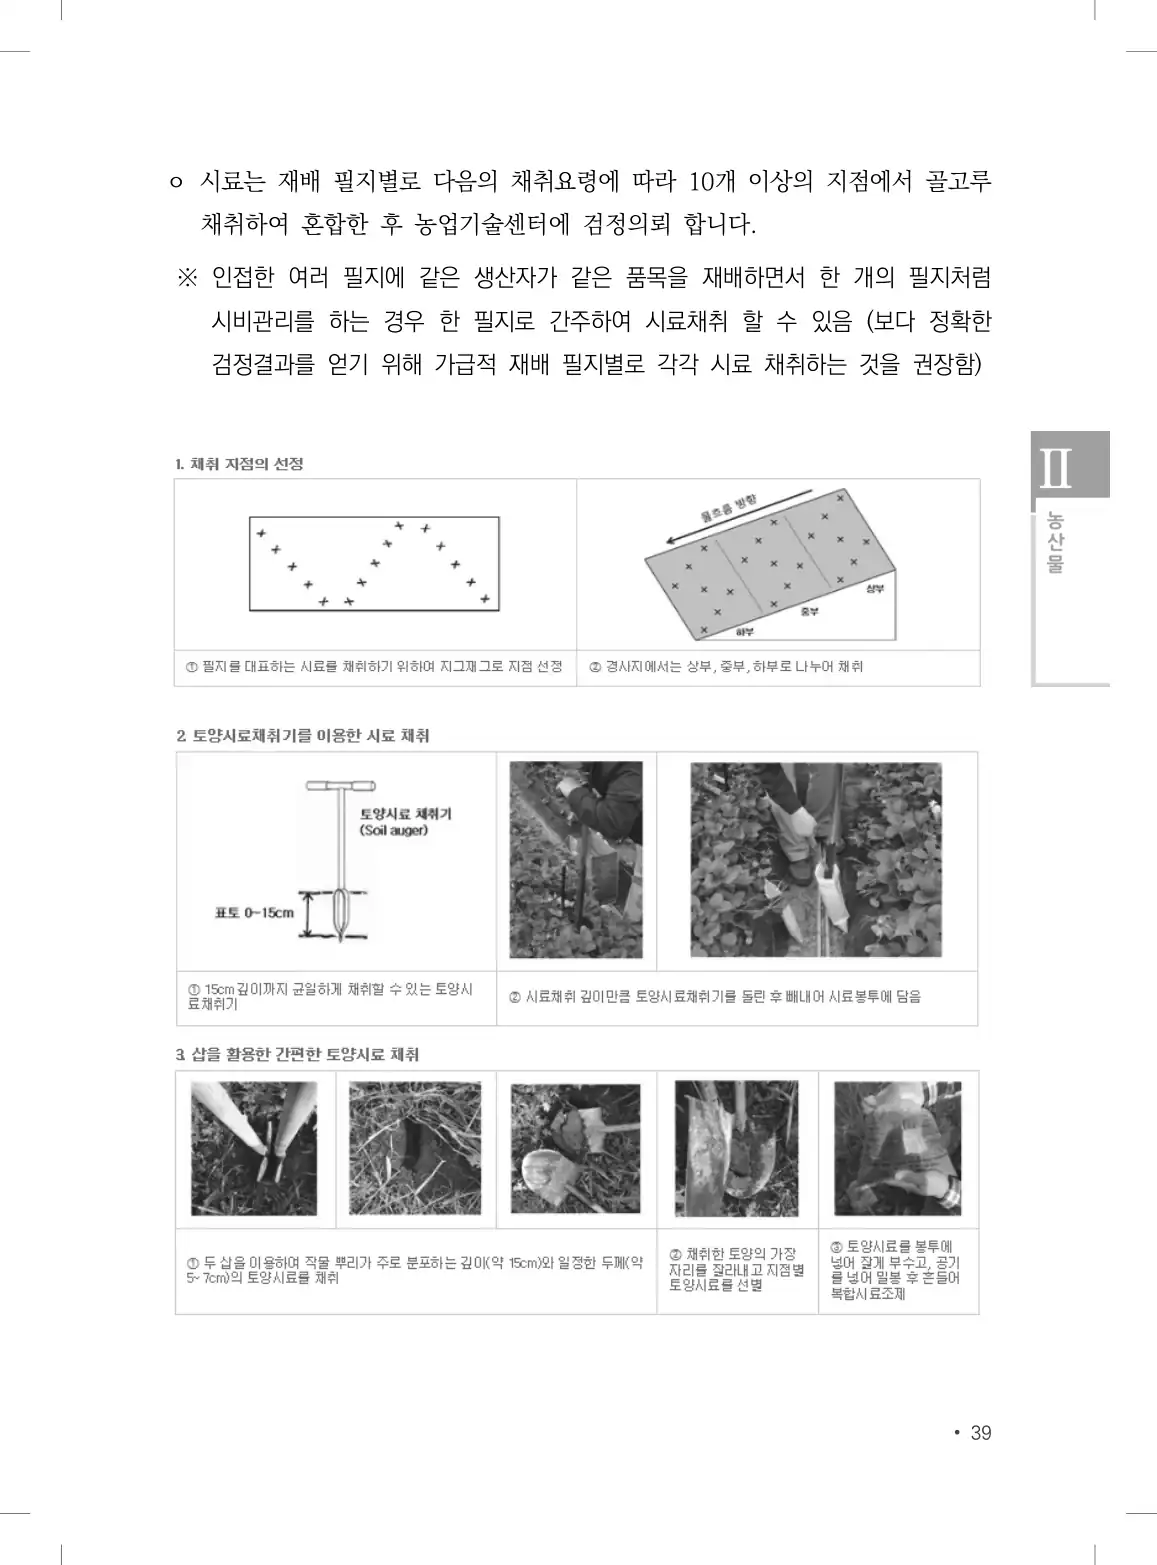 ㅇ 시료는 재배 필지별로 다음의 채취요령에 따라 10개 이상의 지점에서 골고루
채취하여 혼합한 후 농업기술센터에 검정의뢰 합니다.
※ 인접한 여러 필지에 같은 생산자가 같은 품목을 재배하면서 한 개의 필지처럼
시비관리를 하는 경우 한 필지로 간주하여 시료채취 할 수 있음 (보다 정확한
검정결과를 얻기 위해 가급적 재배 필지별로 각각 시료 채취하는 것을 권장함)
Ⅱ
농산물
1. 채취 지점의 선정
물흐름 방향
상부
중부
하부
① 필지를 대표하는 시료를 채취하기 위하여 지그재그로 지점 선정
② 경사지에서는 상부, 중부, 하부로 나누어 채취
2. 토양시료채취기를 이용한 시료 채취
토양시료 채취기
(Soil auger)
표토 0~15cm
① 15cm 깊이까지 균일하게 채취할 수 있는 토양시
료채취기
② 시료채취 깊이만큼 토양시료채취기를 돌린 후 빼내어 시료봉투에 담음
3. 삽을 활용한 간편한 토양시료 채취
① 두 삽을 이용하여 작물 뿌리가 주로 분포하는 깊이(약 15cm)와 일정한 두께(약
5~7cm)의 토양시료를 채취
② 채취한 토양의 가장
자리를 잘라내고 지점별
토양시료를 선별
③ 토양시료를 봉투에
넣어 잘게 부수고, 공기
를 넣어 밀봉 후 흔들어
복합시료조제
• 39